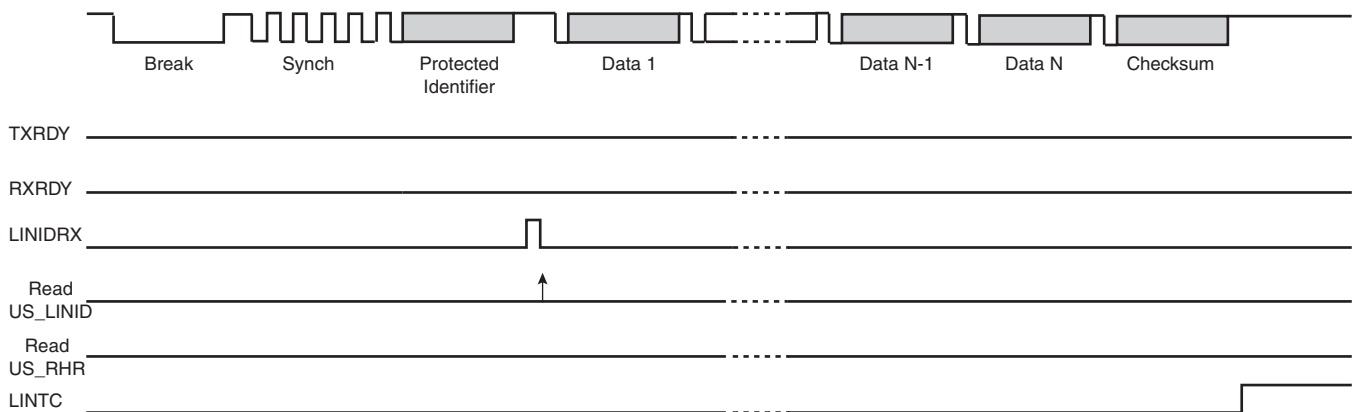 Break
Synch
Protected
Identifier
Data 1
Data N-1
Data N
Checksum
TXRDY
RXRDY
LINIDRX
Read
US_LINID
Read
US_RHR
LINTC